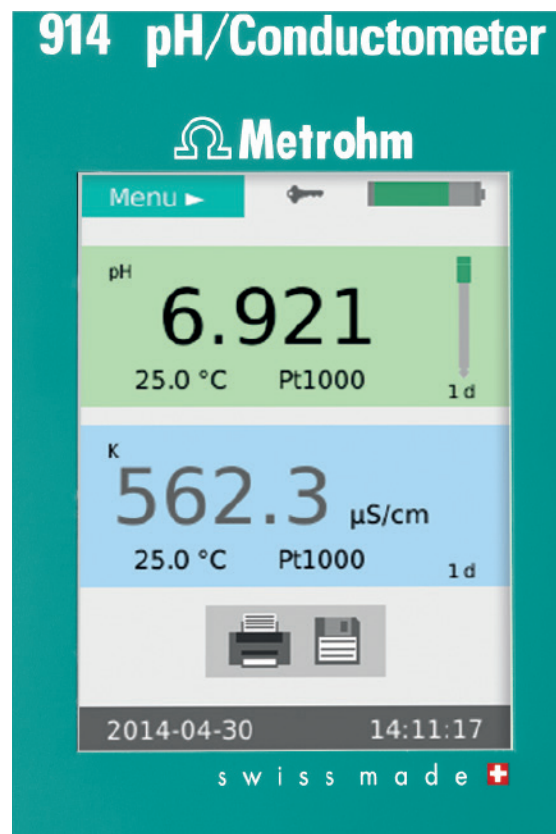 914 pH/Conductometer
Metrohm
Menu ►
pH
6.921
25.0 °C Pt1000 1 d
K
562.3 µS/cm
25.0 °C Pt1000 1 d
2014-04-30 14:11:17
swiss made